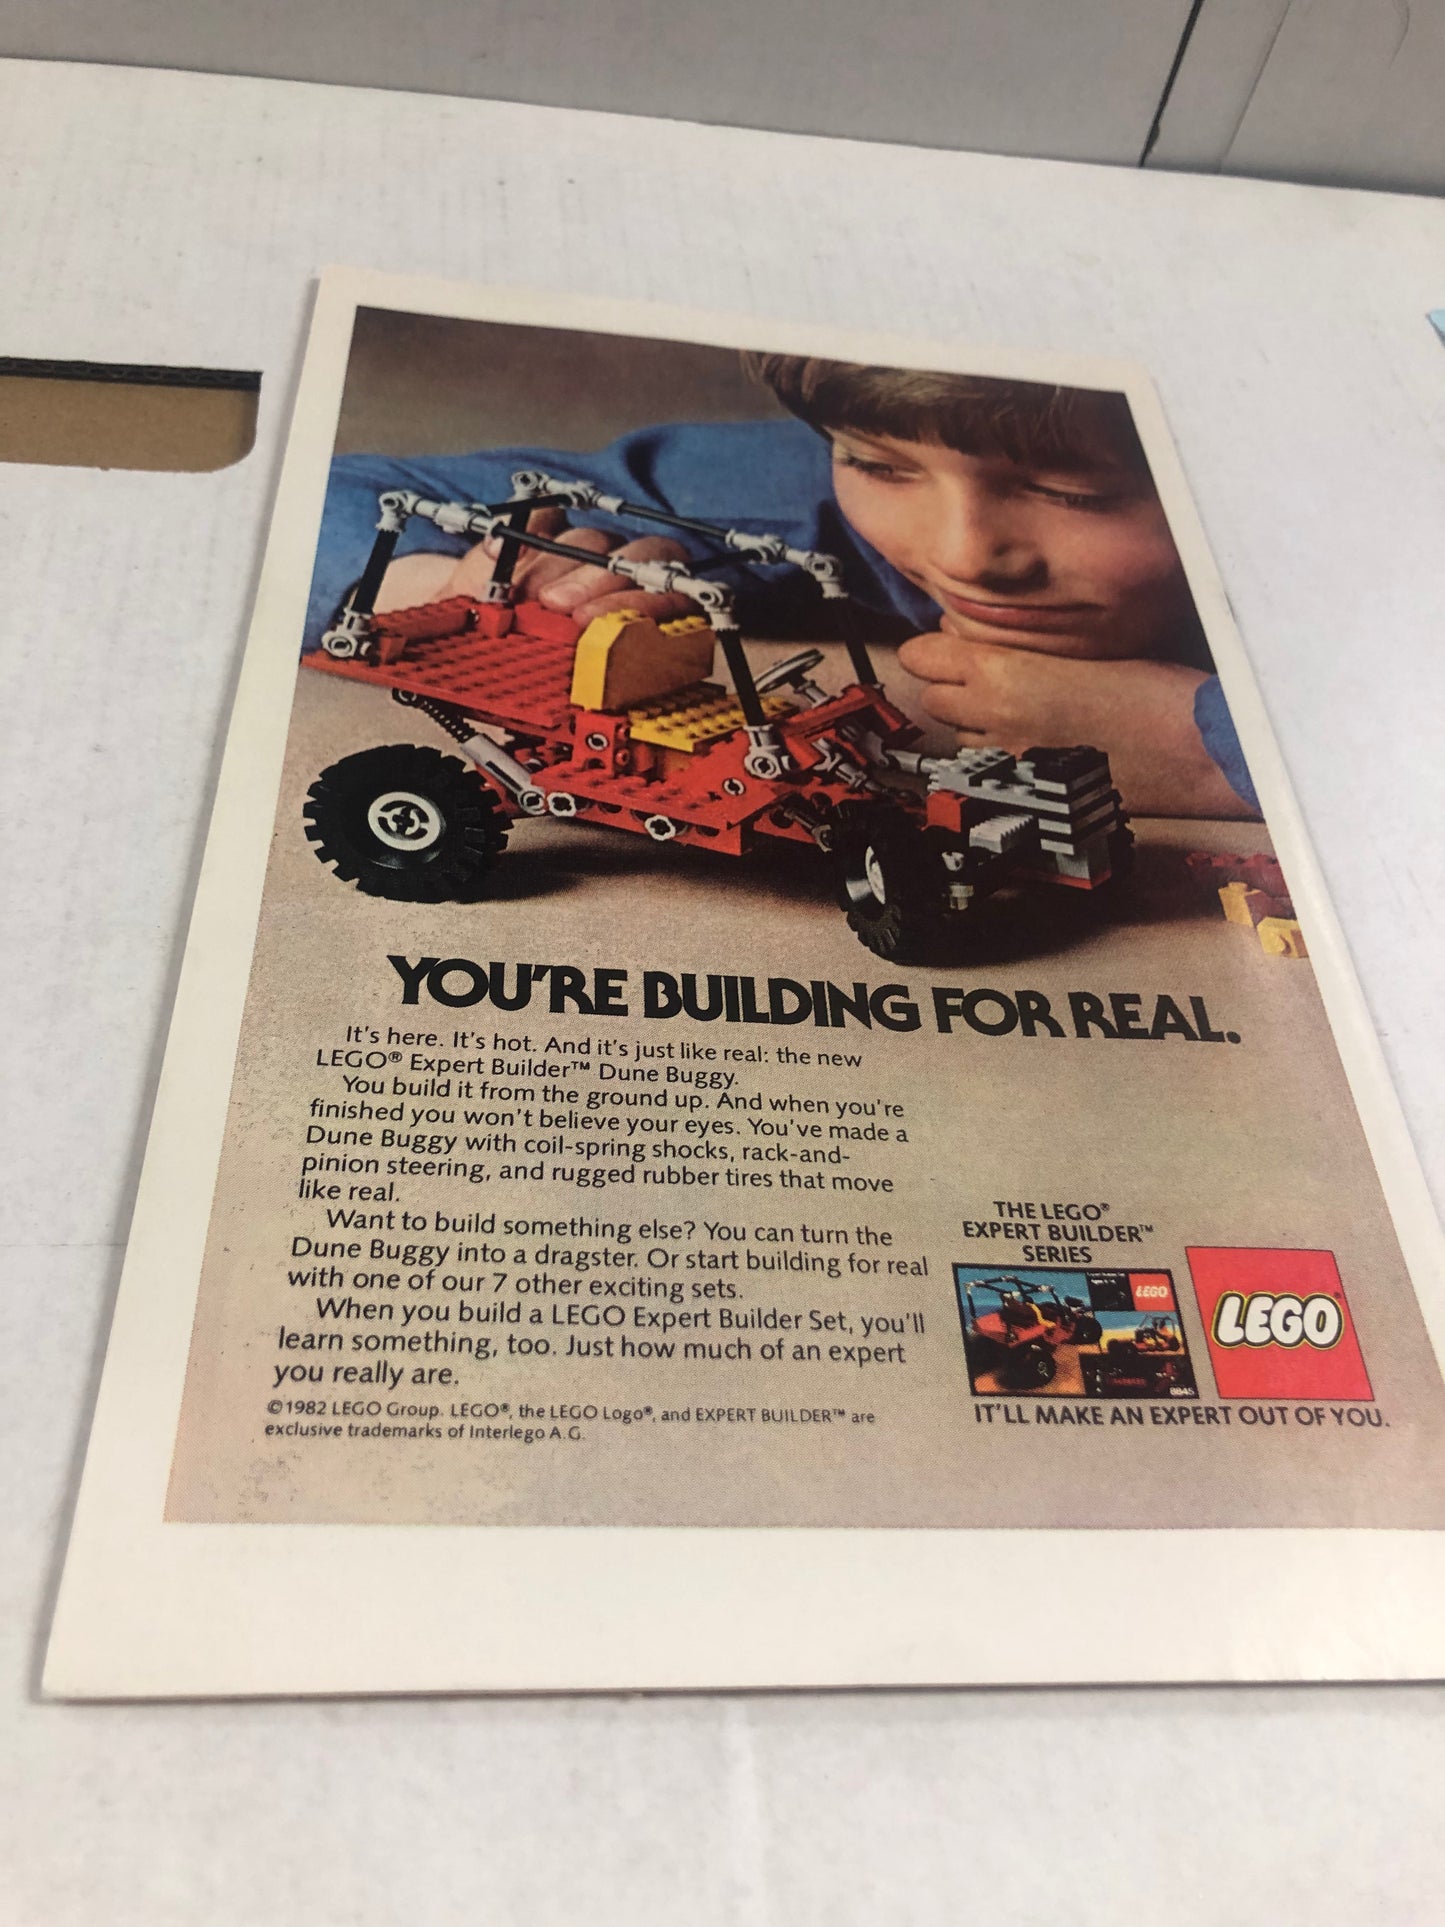 YOU'RE BUILDING FOR REAL.
It's here. It's hot. And it's just like real: the new
LEGO® Expert Builder™ Dune Buggy.
You build it from the ground up. And when you're
finished you won't believe your eyes. You've made a
Dune Buggy with coil-spring shocks, rack-and-
pinion steering, and rugged rubber tires that move
like real.
Want to build something else? You can turn the
Dune Buggy into a dragster. Or start building for real
with one of our 7 other exciting sets.
When you build a LEGO Expert Builder Set, you'll
learn something, too. Just how much of an expert
you really are.
©1982 LEGO Group. LEGO®, the LEGO Logo®, and EXPERT BUILDER™ are
exclusive trademarks of Interlego A.G.
THE LEGO®
EXPERT BUILDER™
SERIES
LEGO
8845
LEGO®
IT'LL MAKE AN EXPERT OUT OF YOU.